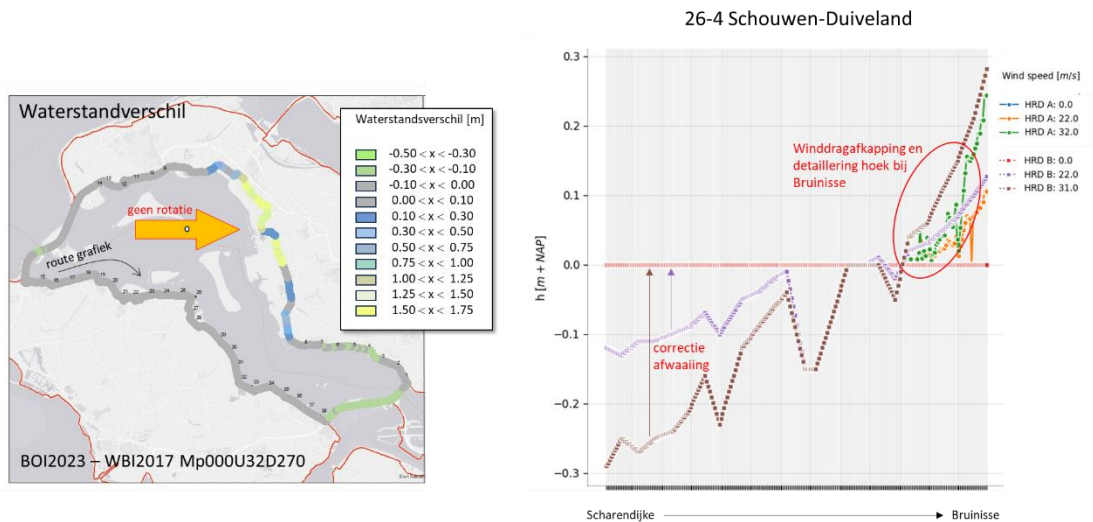 26-4 Schouwen-Duiveland
Waterstandverschil
Waterstandsverschil [m]
-0.50 < x < -0.30
-0.30 < x < -0.10
-0.10 < x < 0.00
0.00 < x < 0.10
0.10 < x < 0.30
0.30 < x < 0.50
0.50 < x < 0.75
0.75 < x < 1.00
1.00 < x < 1.25
1.25 < x < 1.50
1.50 < x < 1.75
geen rotatie
route grafiek
BOI2023 – WBI2017 Mp000U32D270
h [m + NAP]
0.3
0.2
0.1
0.0
−0.1
−0.2
−0.3
Winddragafkapping en
detaillering hoek bij
Bruinisse
correctie
afwaaiing
Wind speed [m/s]
HRD A: 0.0
HRD A: 22.0
HRD A: 32.0
HRD B: 0.0
HRD B: 22.0
HRD B: 31.0
Scharendijke
Bruinisse